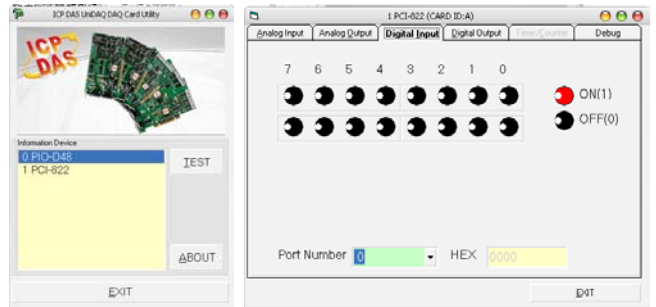 ICP DAS UniDAQ DAQ Card Utility
ICP
DAS
Information Device
0 PIO-D48
1 PCI-822
TEST
ABOUT
EXIT
1 PCI-822 (CARD ID:A)
Analog Input Analog Output Digital Input Digital Output Timer/Counter Debug
7 6 5 4 3 2 1 0
ON(1)
OFF(0)
Port Number 0 HEX 0000
EXIT